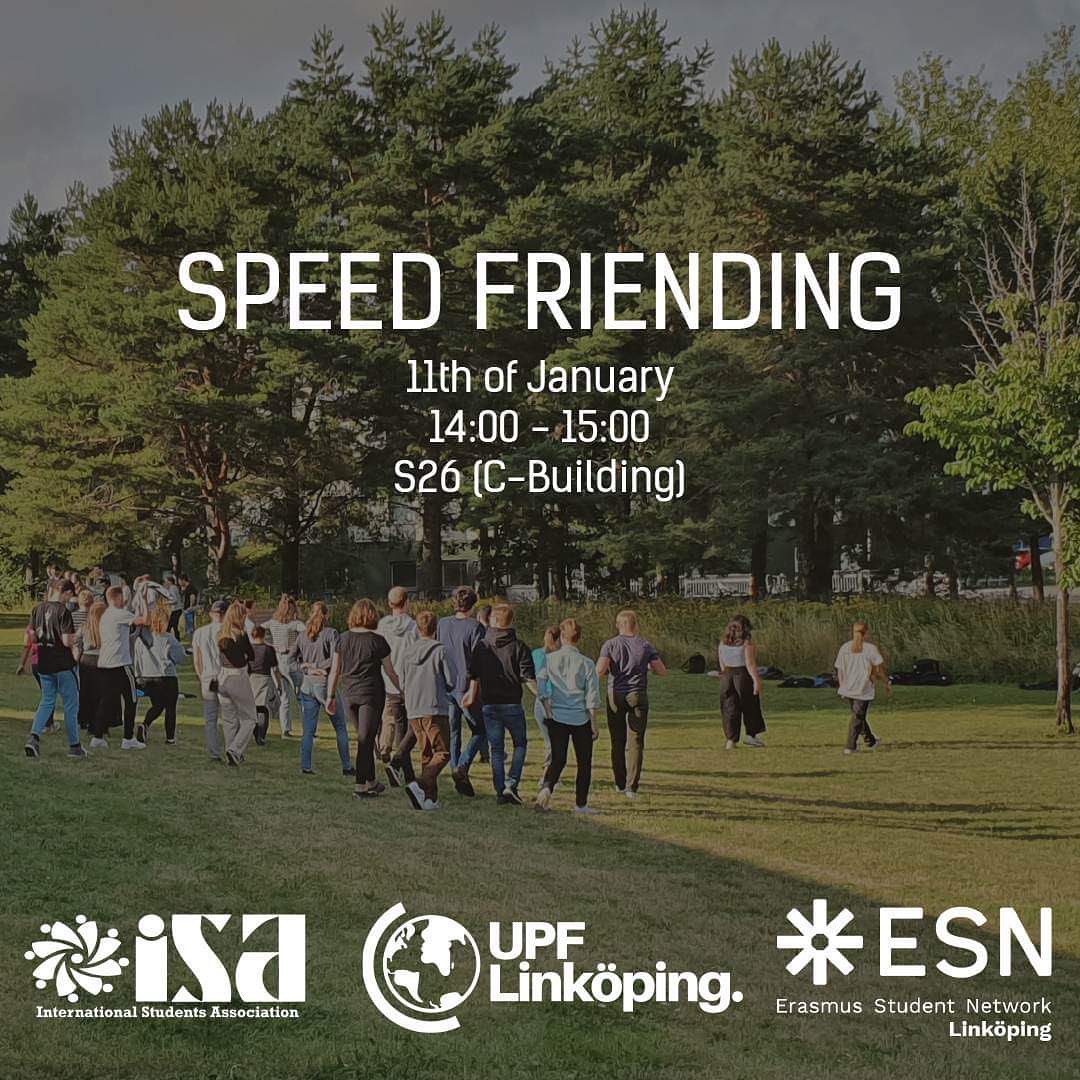 SPEED FRIENDING
11th of January
14:00 - 15:00
S26 (C-Building)
iSa
International Students Association
UPF
Linköping.
ESN
Erasmus Student Network
Linköping